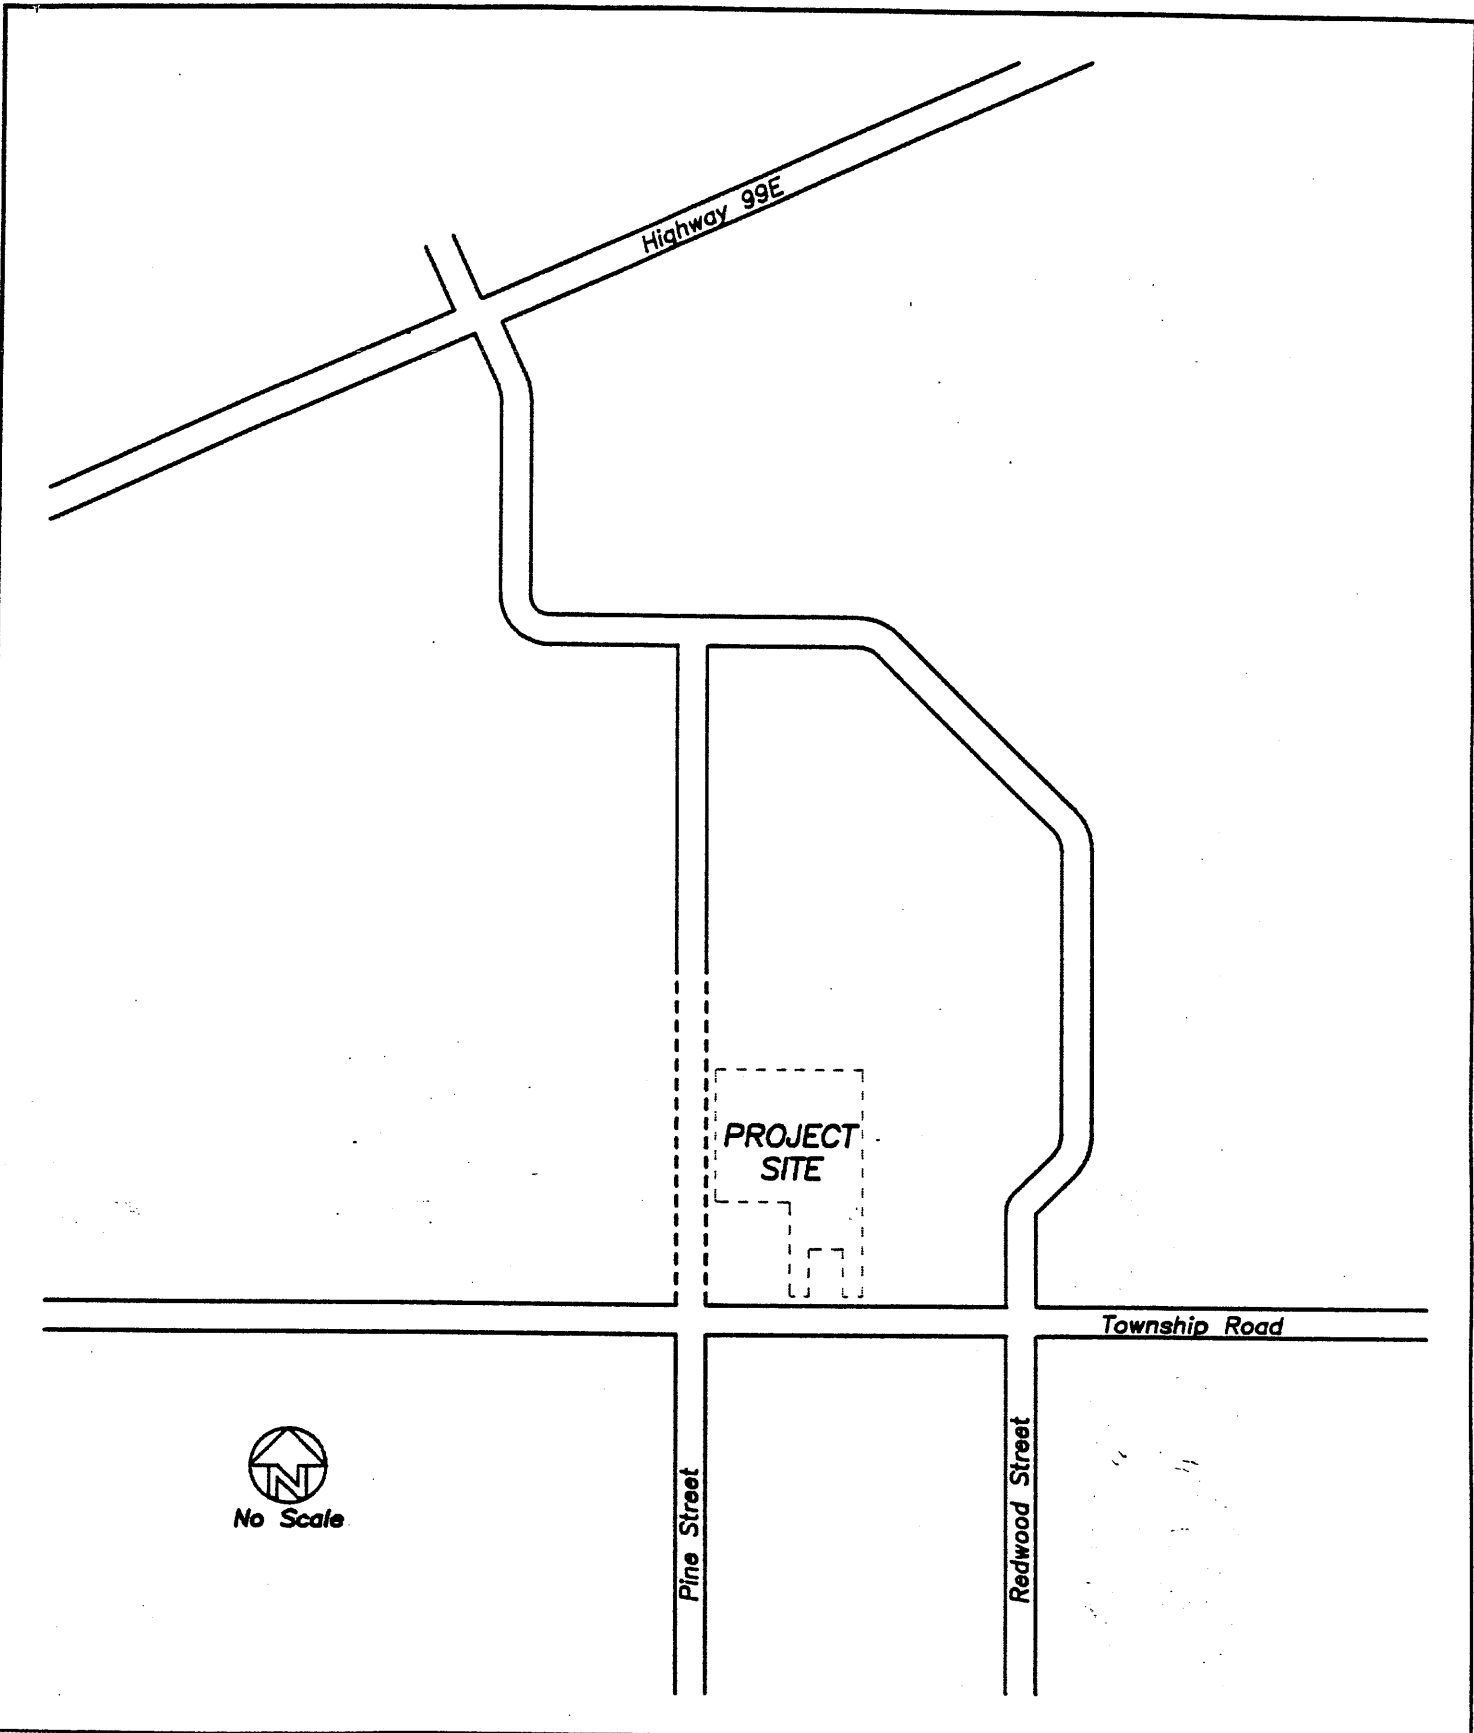 Highway 99E
PROJECT
SITE
Township Road
N
No Scale
Pine Street
Redwood Street